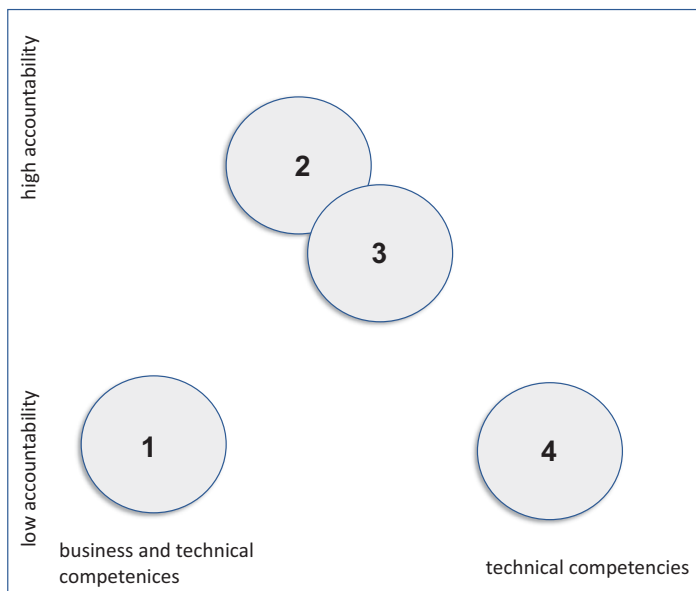 high accountability
2
3
low accountability
1
4
business and technical
competenices
technical competencies